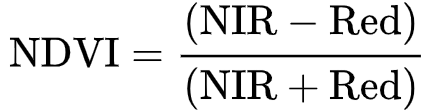 NDVI = (NIR − Red) / (NIR + Red)